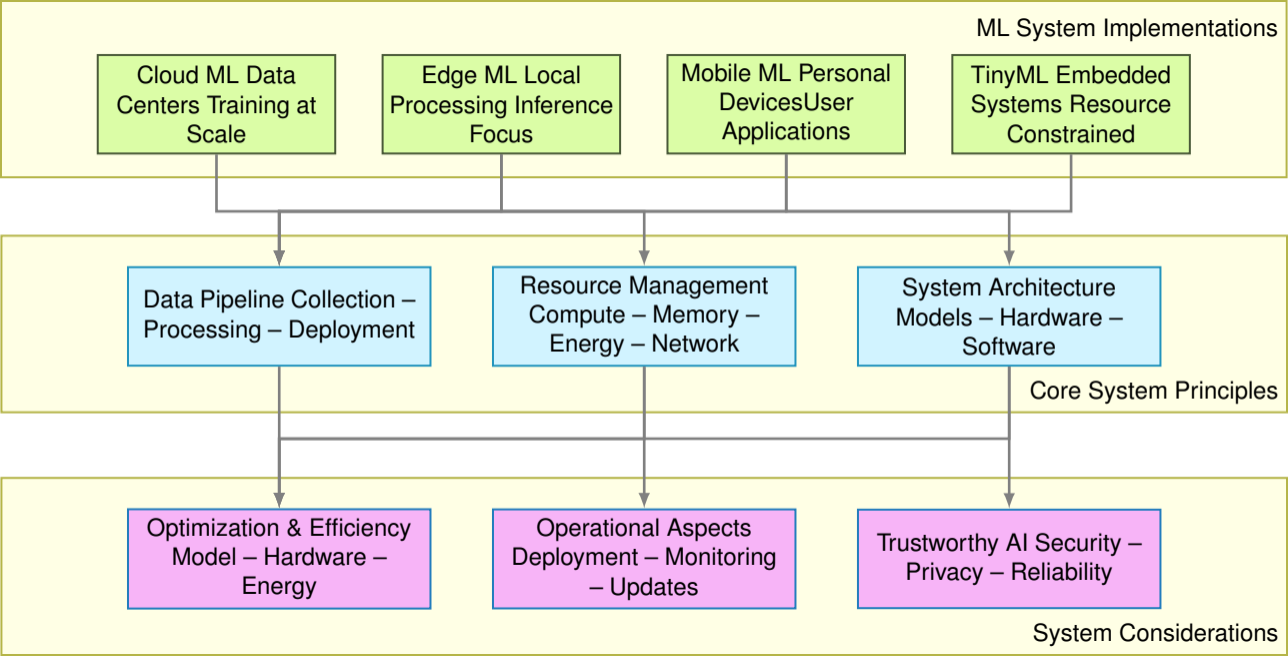 ML System Implementations
Cloud ML Data
Centers Training at
Scale
Edge ML Local
Processing Inference
Focus
Mobile ML Personal
DevicesUser
Applications
TinyML Embedded
Systems Resource
Constrained
Data Pipeline Collection –
Processing – Deployment
Resource Management
Compute – Memory –
Energy – Network
System Architecture
Models – Hardware –
Software
Core System Principles
Optimization & Efficiency
Model – Hardware –
Energy
Operational Aspects
Deployment – Monitoring
– Updates
Trustworthy AI Security –
Privacy – Reliability
System Considerations